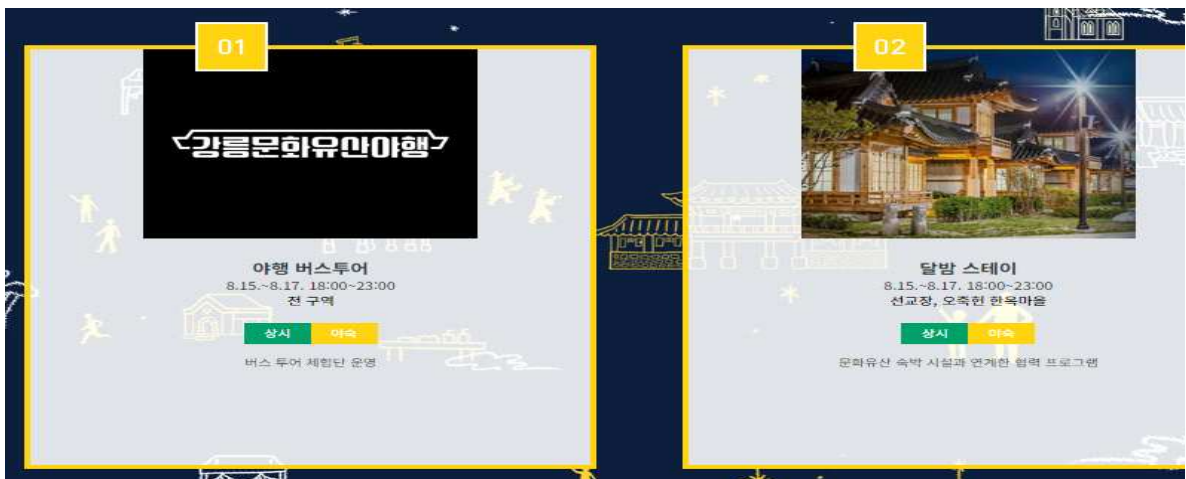 01
강릉문화유산야행
야행 버스투어
8.15.~8.17. 18:00~23:00
전 구역
상시
야숙
버스 투어 체험단 운영
02
달밤 스테이
8.15.~8.17. 18:00~23:00
선교장, 오죽헌 한옥마을
상시
야숙
문화유산 숙박 시설과 연계한 협력 프로그램